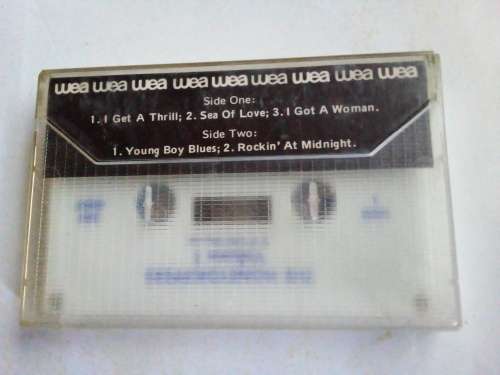 wea wea wea wea wea wea wea wea wea
Side One:
1. I Get A Thrill; 2. Sea Of Love; 3. I Got A Woman.
Side Two:
1. Young Boy Blues; 2. Rockin' At Midnight.